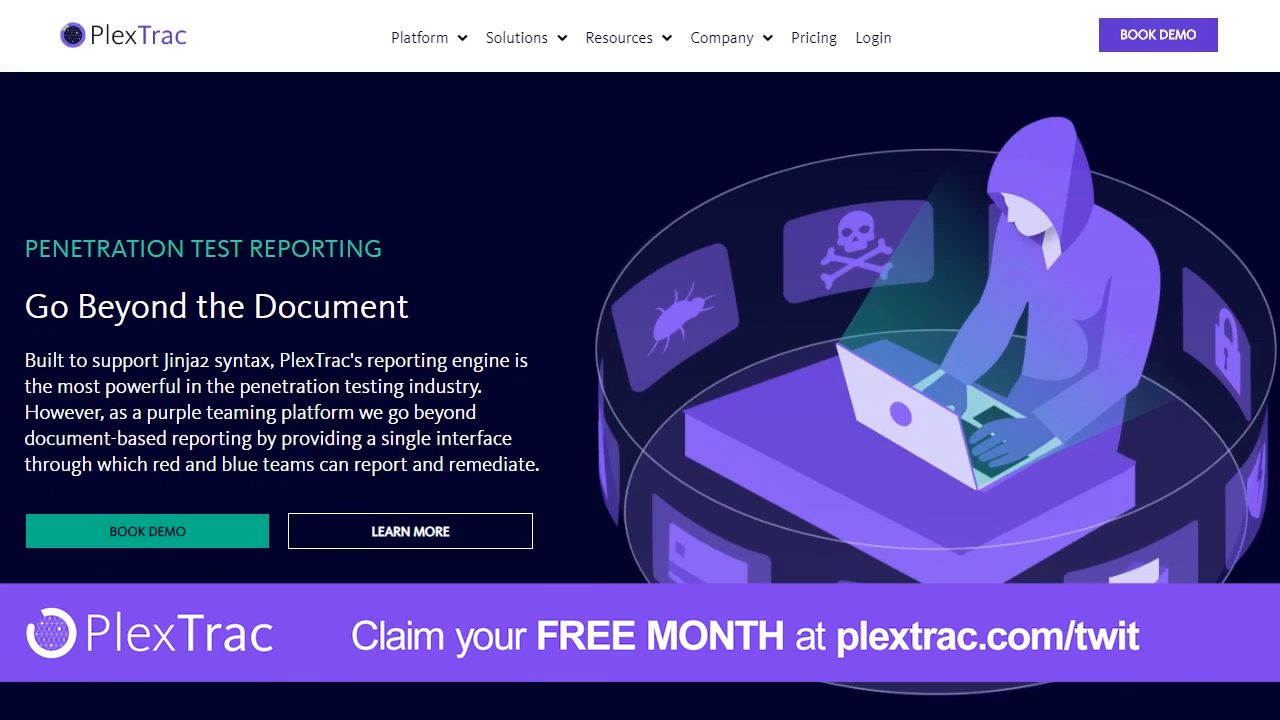 PlexTrac
Platform Solutions Resources Company Pricing Login
BOOK DEMO
PENETRATION TEST REPORTING
Go Beyond the Document
Built to support Jinja2 syntax, PlexTrac's reporting engine is
the most powerful in the penetration testing industry.
However, as a purple teaming platform we go beyond
document-based reporting by providing a single interface
through which red and blue teams can report and remediate.
BOOK DEMO
LEARN MORE
PlexTrac
Claim your FREE MONTH at plextrac.com/twit